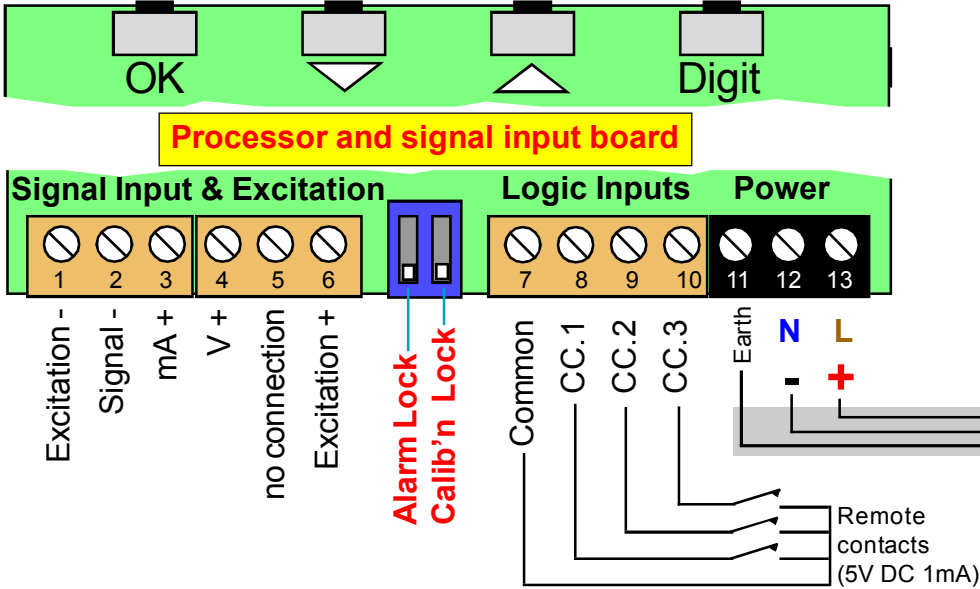 OK Digit
Processor and signal input board
Signal Input & Excitation Logic Inputs Power
1 2 3 4 5 6 7 8 9 10 11 12 13
Excitation -
Signal -
mA +
V +
no connection
Excitation +
Alarm Lock
Calib'n Lock
Common
CC.1
CC.2
CC.3
Earth
N L
- +
Remote
contacts
(5V DC 1mA)